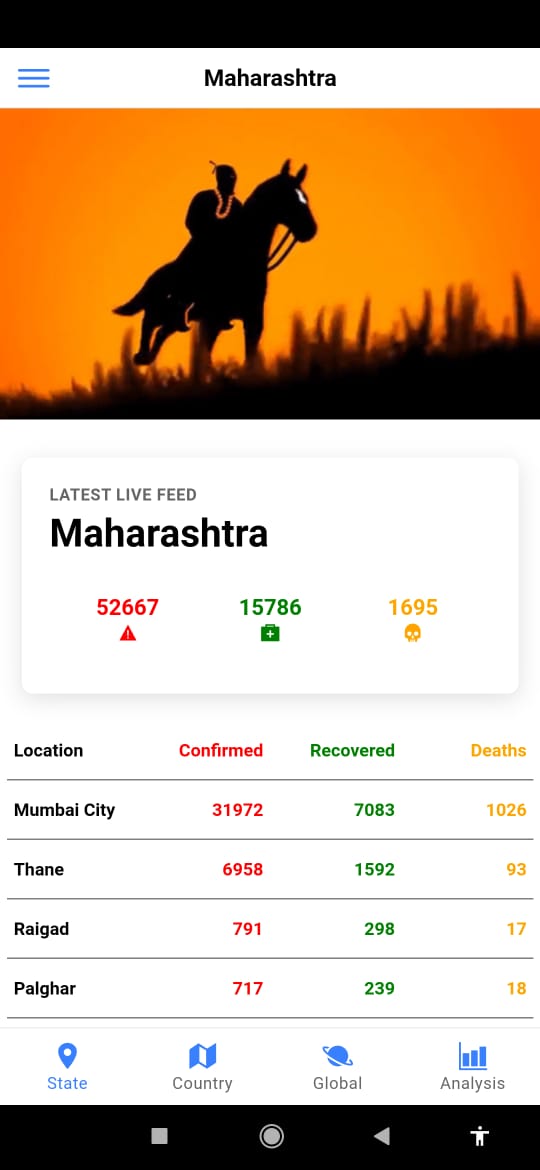 Maharashtra
LATEST LIVE FEED
Maharashtra
52667 15786 1695
Location Confirmed Recovered Deaths
Mumbai City 31972 7083 1026
Thane 6958 1592 93
Raigad 791 298 17
Palghar 717 239 18
State Country Global Analysis